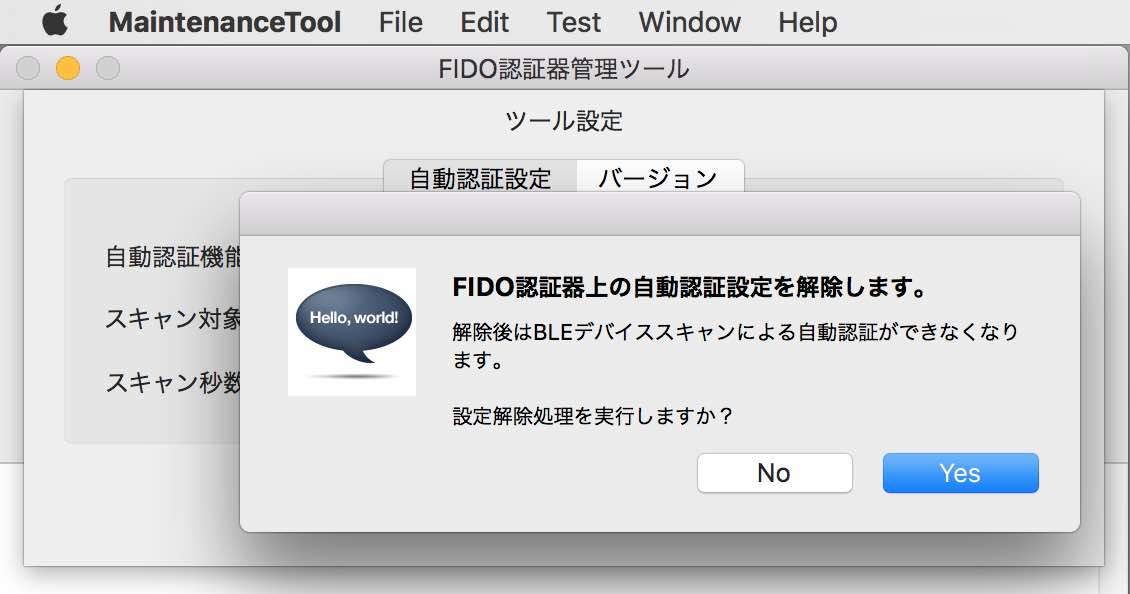 MaintenanceTool File Edit Test Window Help
FIDO認証器管理ツール
ツール設定
自動認証設定 バージョン
自動認証機能
スキャン対象
スキャン秒数
Hello, world!
FIDO認証器上の自動認証設定を解除します。
解除後はBLEデバイススキャンによる自動認証ができなくなり
ます。
設定解除処理を実行しますか？
No Yes